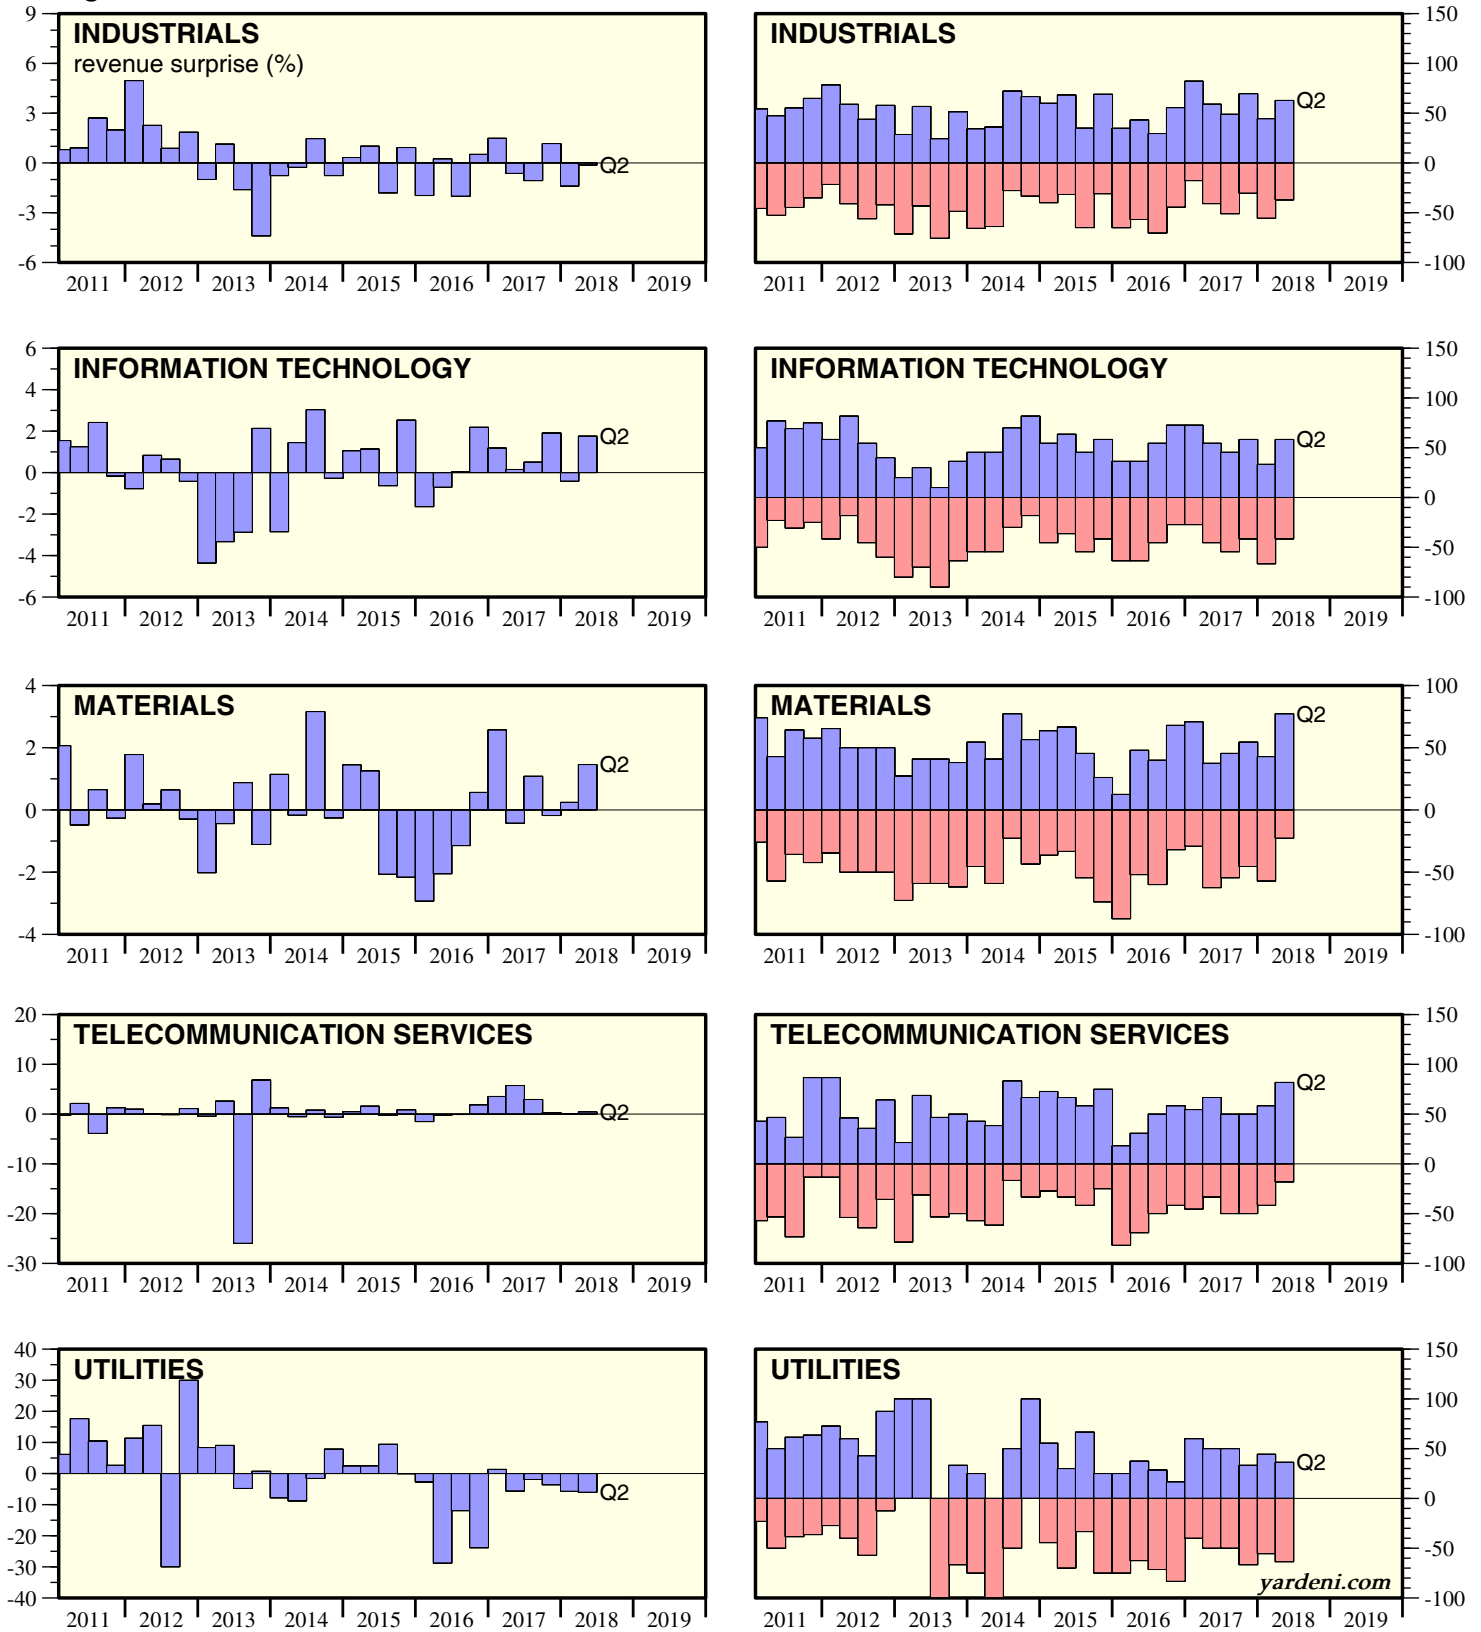 INDUSTRIALS
revenue surprise (%)
9
6
3
0
-3
-6
Q2
2011 2012 2013 2014 2015 2016 2017 2018 2019
INDUSTRIALS
150
100
50
0
-50
-100
Q2
2011 2012 2013 2014 2015 2016 2017 2018 2019
INFORMATION TECHNOLOGY
6
4
2
0
-2
-4
-6
Q2
2011 2012 2013 2014 2015 2016 2017 2018 2019
INFORMATION TECHNOLOGY
150
100
50
0
-50
-100
Q2
2011 2012 2013 2014 2015 2016 2017 2018 2019
MATERIALS
4
2
0
-2
-4
Q2
2011 2012 2013 2014 2015 2016 2017 2018 2019
MATERIALS
100
50
0
-50
-100
Q2
2011 2012 2013 2014 2015 2016 2017 2018 2019
TELECOMMUNICATION SERVICES
20
10
0
-10
-20
-30
Q2
2011 2012 2013 2014 2015 2016 2017 2018 2019
TELECOMMUNICATION SERVICES
150
100
50
0
-50
-100
Q2
2011 2012 2013 2014 2015 2016 2017 2018 2019
UTILITIES
40
30
20
10
0
-10
-20
-30
-40
Q2
2011 2012 2013 2014 2015 2016 2017 2018 2019
UTILITIES
150
100
50
0
-50
-100
Q2
yardeni.com
2011 2012 2013 2014 2015 2016 2017 2018 2019